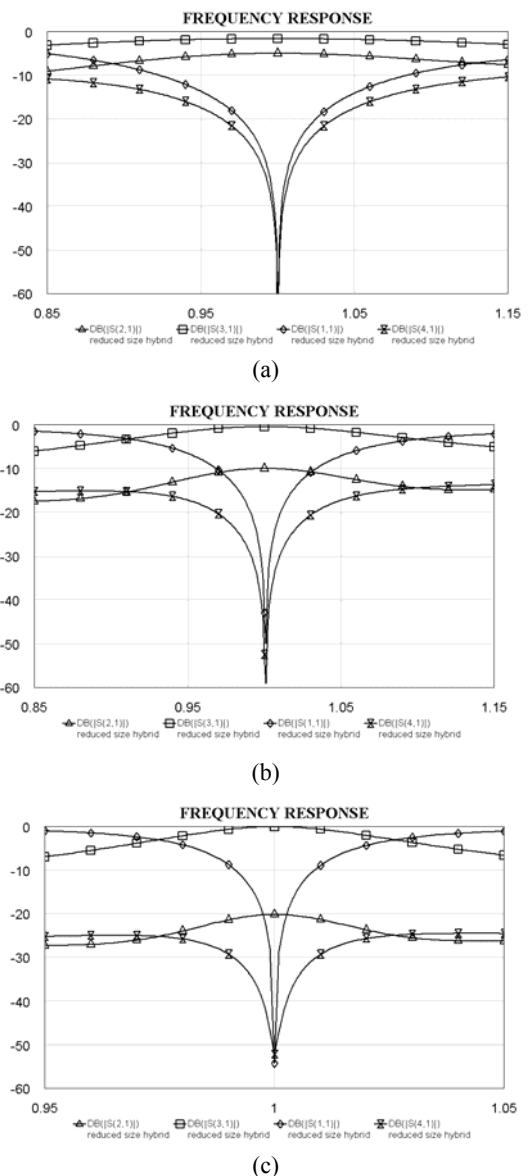 FREQUENCY RESPONSE
0
-10
-20
-30
-40
-50
-60
0.85 0.95 1.05 1.15
DB(|S(2,1)|) DB(|S(3,1)|) DB(|S(1,1)|) DB(|S(4,1)|)
reduced size hybrid reduced size hybrid reduced size hybrid reduced size hybrid
(a)
FREQUENCY RESPONSE
0
-10
-20
-30
-40
-50
-60
0.85 0.95 1.05 1.15
DB(|S(2,1)|) DB(|S(3,1)|) DB(|S(1,1)|) DB(|S(4,1)|)
reduced size hybrid reduced size hybrid reduced size hybrid reduced size hybrid
(b)
FREQUENCY RESPONSE
0
-10
-20
-30
-40
-50
-60
0.95 1 1.05
DB(|S(2,1)|) DB(|S(3,1)|) DB(|S(1,1)|) DB(|S(4,1)|)
reduced size hybrid reduced size hybrid reduced size hybrid reduced size hybrid
(c)